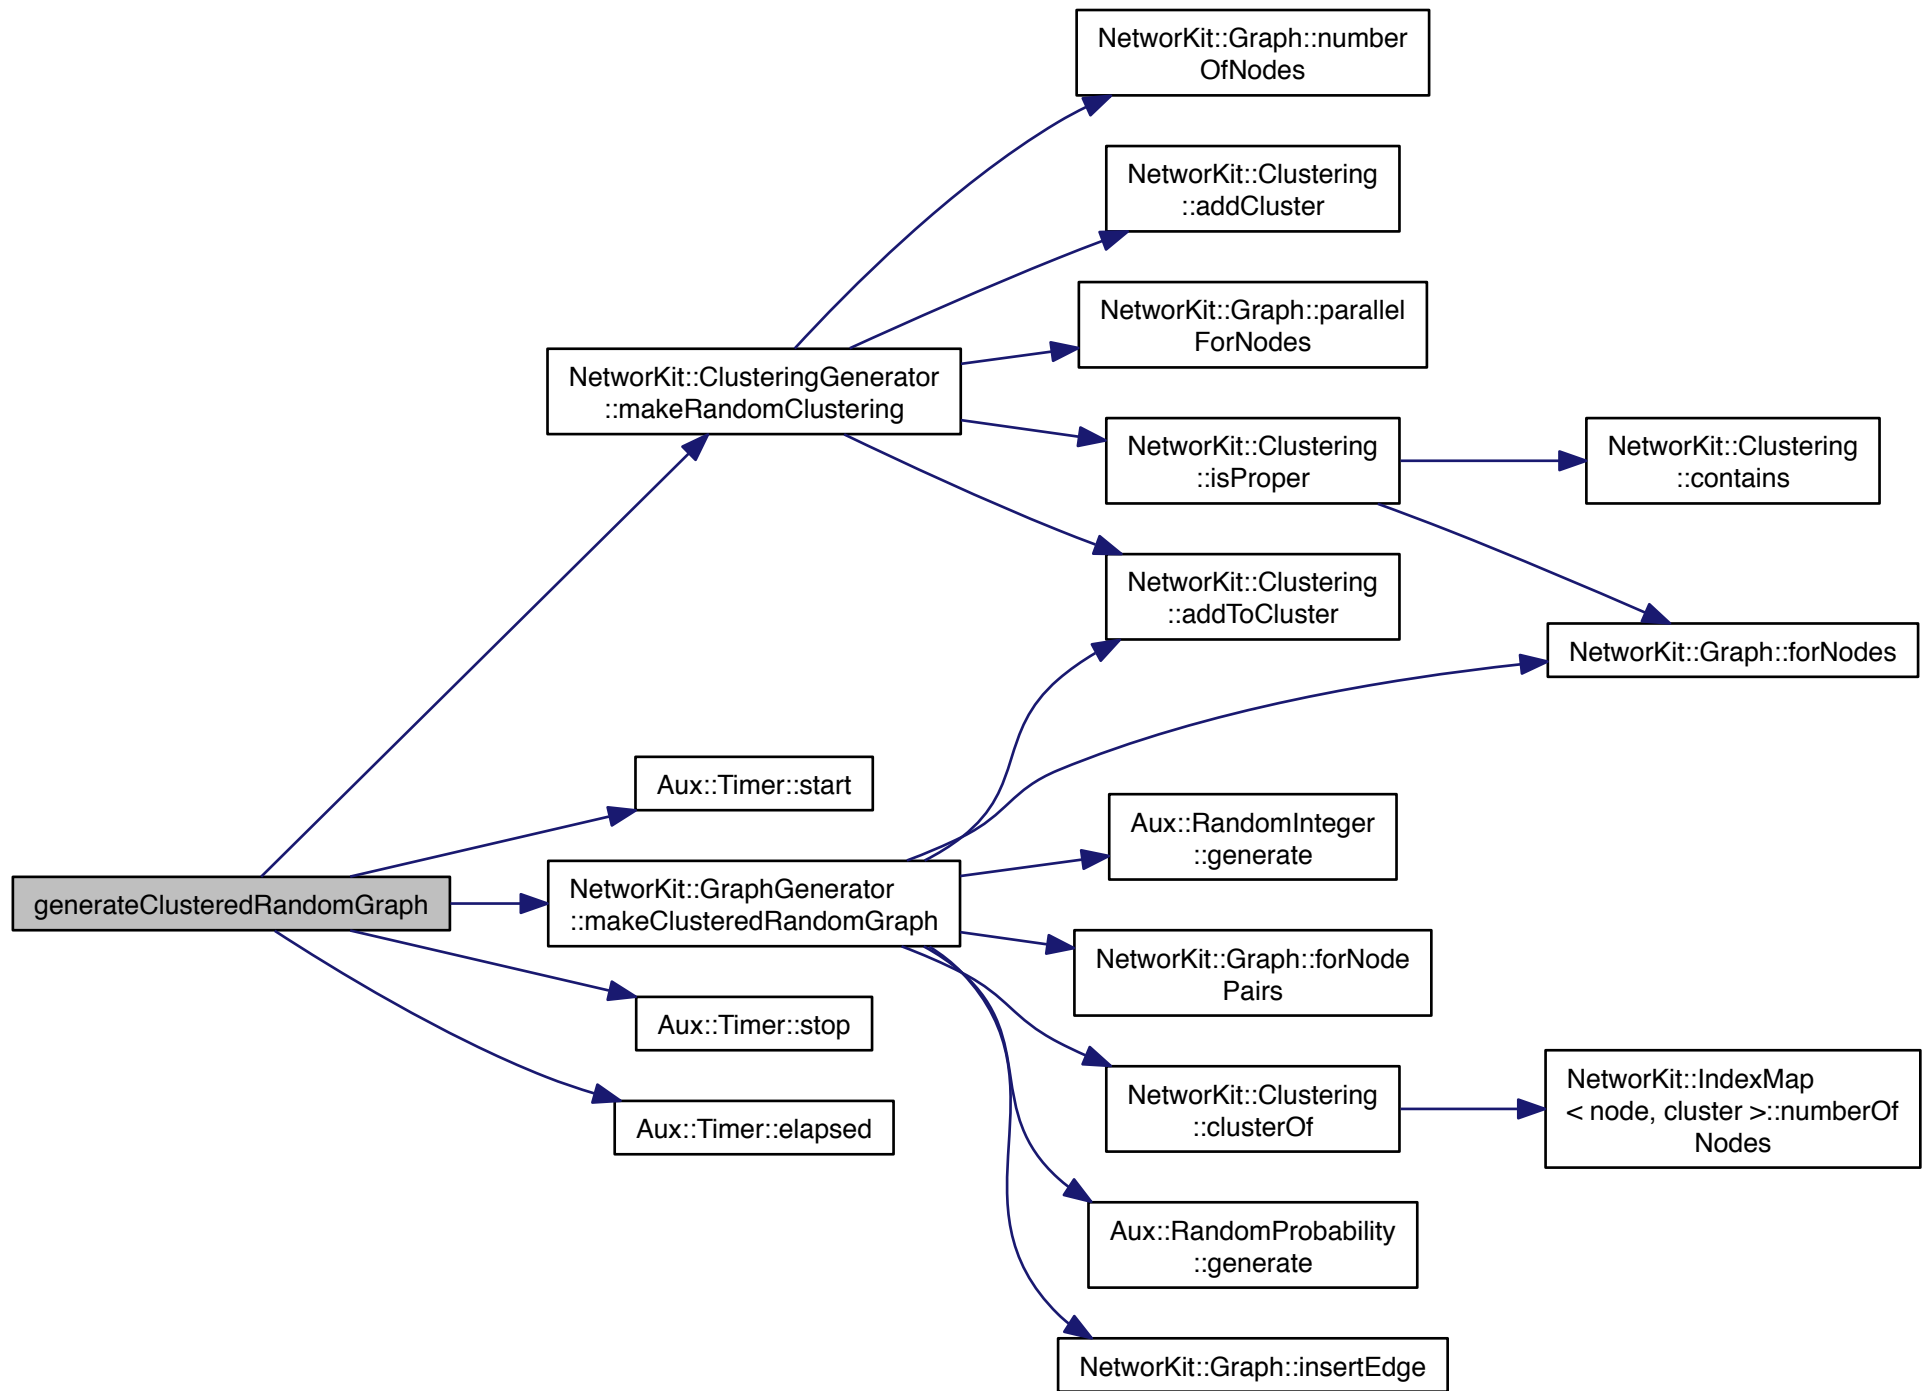 NetworKit::Graph::number
OfNodes
NetworKit::Clustering
::addCluster
NetworKit::Graph::parallel
ForNodes
NetworKit::ClusteringGenerator
::makeRandomClustering
NetworKit::Clustering
::isProper
NetworKit::Clustering
::contains
NetworKit::Clustering
::addToCluster
NetworKit::Graph::forNodes
Aux::Timer::start
Aux::RandomInteger
::generate
generateClusteredRandomGraph
NetworKit::GraphGenerator
::makeClusteredRandomGraph
NetworKit::Graph::forNode
Pairs
Aux::Timer::stop
NetworKit::Clustering
::clusterOf
NetworKit::IndexMap
< node, cluster >::numberOf
Nodes
Aux::Timer::elapsed
Aux::RandomProbability
::generate
NetworKit::Graph::insertEdge